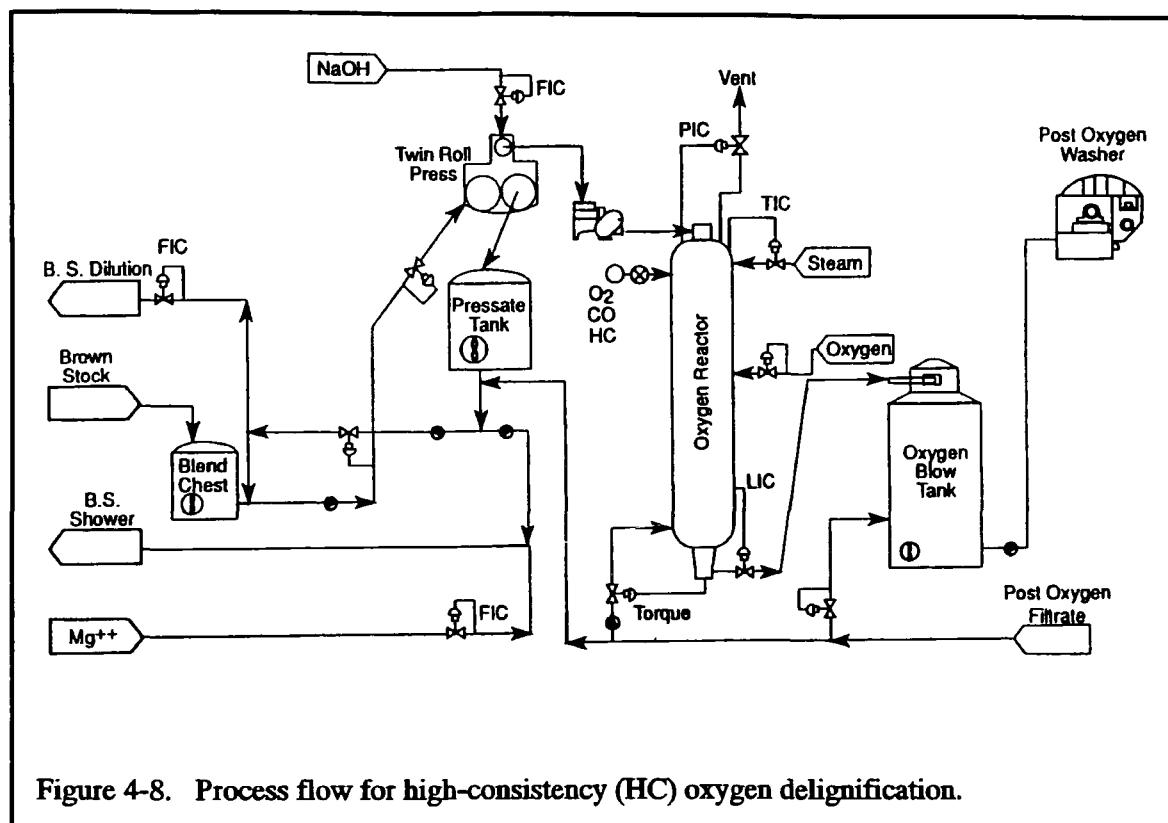 NaOH
FIC
Vent
PIC
Post Oxygen
Washer
Twin Roll
Press
TIC
FIC
B. S. Dilution
Steam
O2
CO
HC
Pressate
Tank
Brown
Stock
Oxygen
Oxygen Reactor
Blend
Chest
Oxygen
Blow
Tank
B.S.
Shower
LIC
Torque
Post Oxygen
Filtrate
FIC
Mg++
Figure 4-8. Process flow for high-consistency (HC) oxygen delignification.